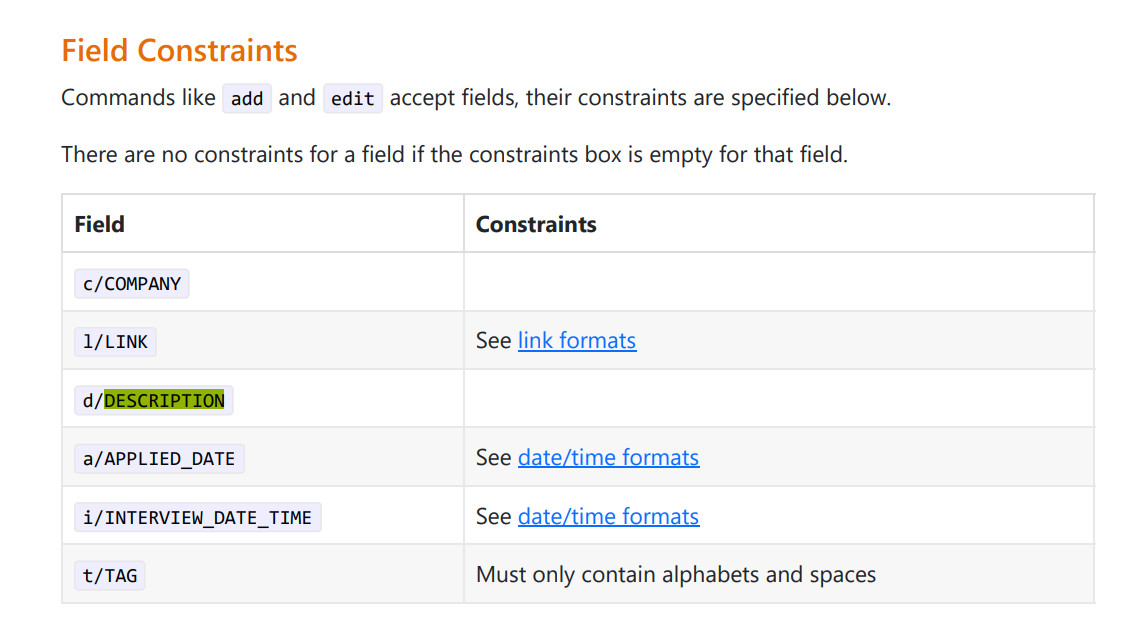 Field Constraints
Commands like add and edit accept fields, their constraints are specified below.
There are no constraints for a field if the constraints box is empty for that field.
Field Constraints
c/COMPANY
l/LINK See link formats
d/DESCRIPTION
a/APPLIED_DATE See date/time formats
i/INTERVIEW_DATE_TIME See date/time formats
t/TAG Must only contain alphabets and spaces